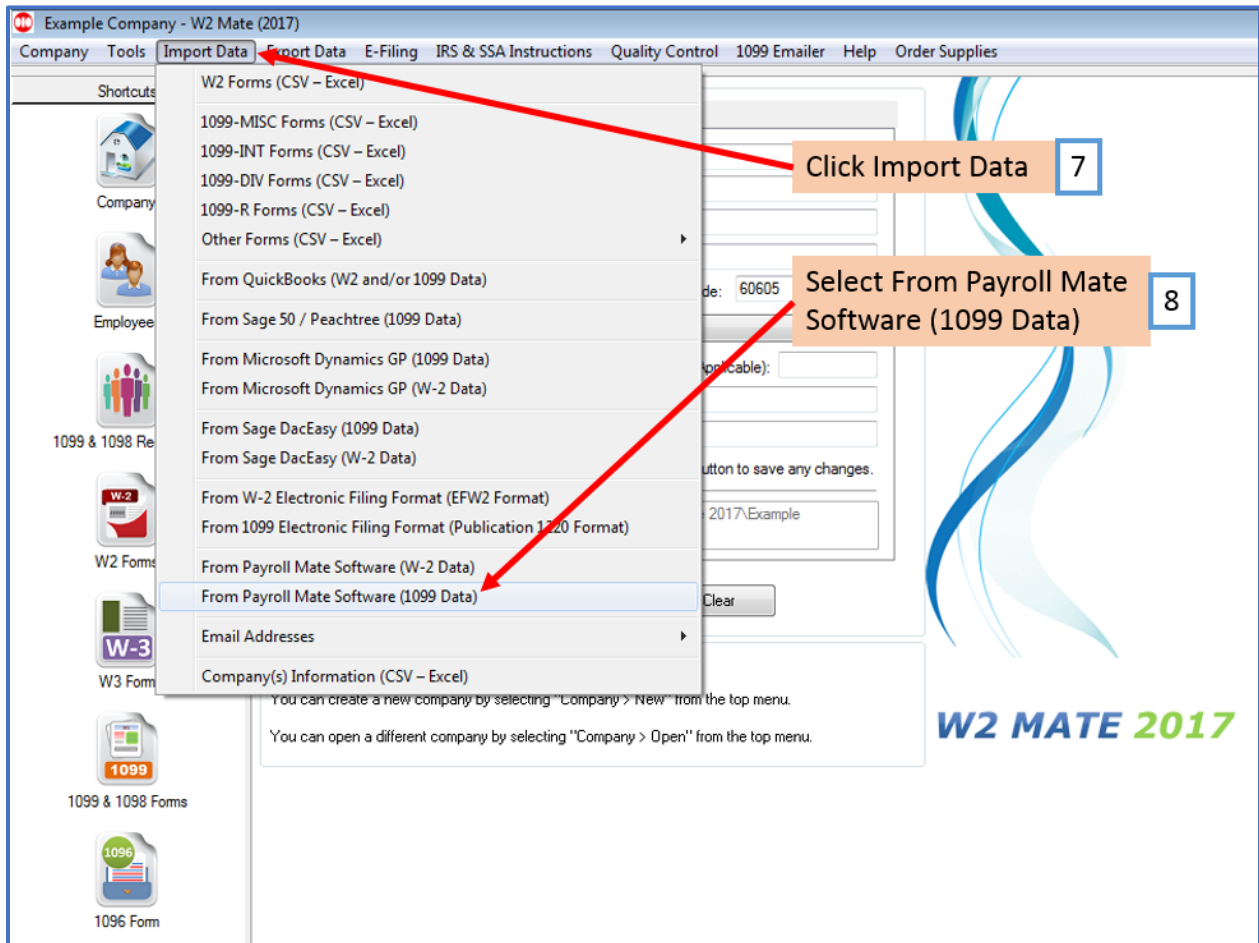 Example Company - W2 Mate (2017)
Company Tools Import Data Export Data E-Filing IRS & SSA Instructions Quality Control 1099 Emailer Help Order Supplies
Shortcuts
Company
Employee
1099 & 1098 Re
W2 Forms
W3 Form
1099 & 1098 Forms
1096 Form
W-2
W-3
1099
1096
W2 Forms (CSV – Excel)
1099-MISC Forms (CSV – Excel)
1099-INT Forms (CSV – Excel)
1099-DIV Forms (CSV – Excel)
1099-R Forms (CSV – Excel)
Other Forms (CSV – Excel)
From QuickBooks (W2 and/or 1099 Data)
From Sage 50 / Peachtree (1099 Data)
From Microsoft Dynamics GP (1099 Data)
From Microsoft Dynamics GP (W-2 Data)
From Sage DacEasy (1099 Data)
From Sage DacEasy (W-2 Data)
From W-2 Electronic Filing Format (EFW2 Format)
From 1099 Electronic Filing Format (Publication 1220 Format)
From Payroll Mate Software (W-2 Data)
From Payroll Mate Software (1099 Data)
Email Addresses
Company(s) Information (CSV – Excel)
Click Import Data 7
de: 60605
Select From Payroll Mate
Software (1099 Data) 8
Applicable):
utton to save any changes.
2017\Example
Clear
You can create a new company by selecting "Company > New" from the top menu.
You can open a different company by selecting "Company > Open" from the top menu.
W2 MATE 2017